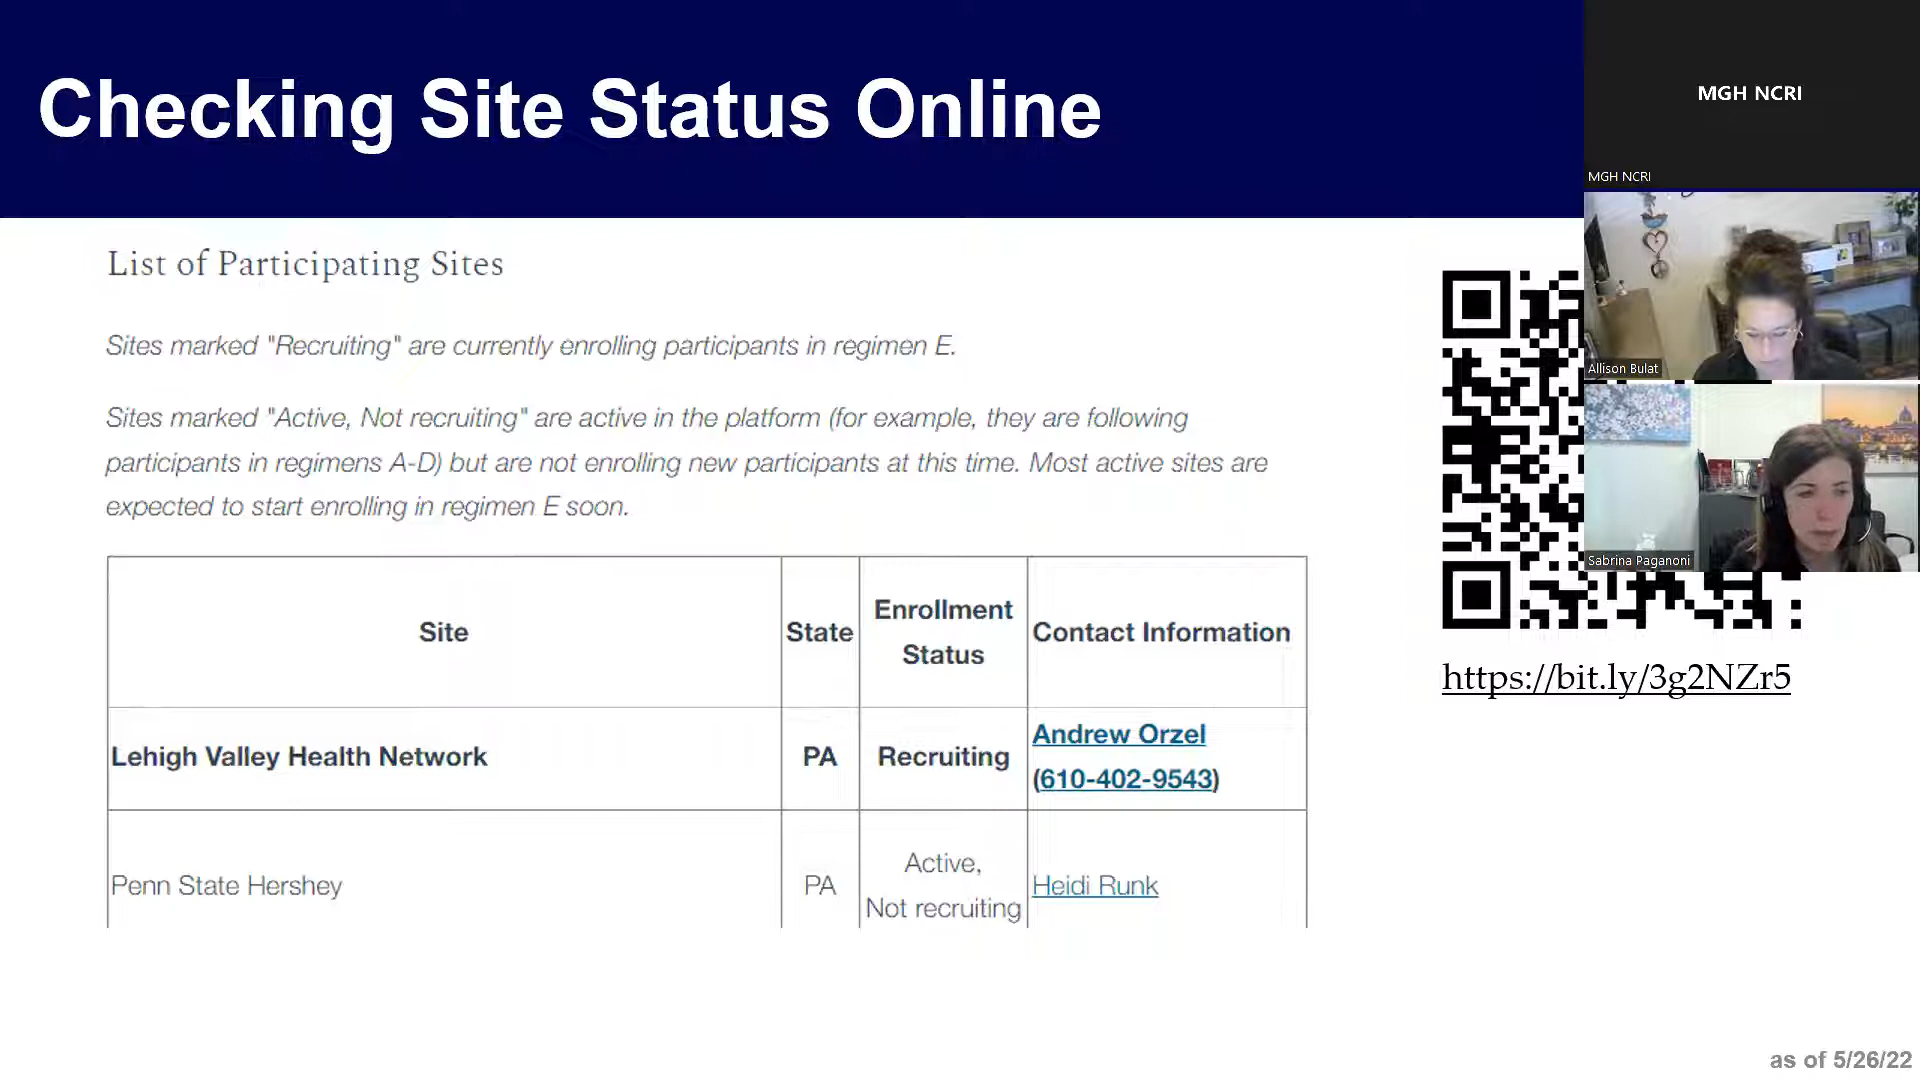 Checking Site Status Online
MGH NCRI
MGH NCRI
Allison Bulat
Sabrina Paganoni
List of Participating Sites
Sites marked "Recruiting" are currently enrolling participants in regimen E.
Sites marked "Active, Not recruiting" are active in the platform (for example, they are following
participants in regimens A-D) but are not enrolling new participants at this time. Most active sites are
expected to start enrolling in regimen E soon.
Site State Enrollment Status Contact Information
Lehigh Valley Health Network PA Recruiting Andrew Orzel (610-402-9543)
Penn State Hershey PA Active, Not recruiting Heidi Runk
https://bit.ly/3g2NZr5
as of 5/26/22